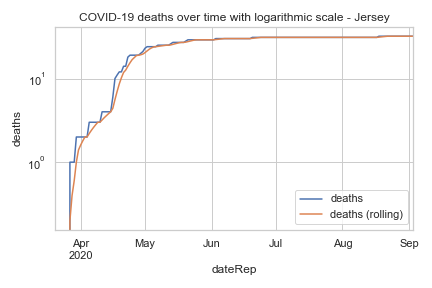 COVID-19 deaths over time with logarithmic scale - Jersey
deaths
10¹
10⁰
deaths
deaths (rolling)
Apr
2020
May
Jun
Jul
Aug
Sep
dateRep